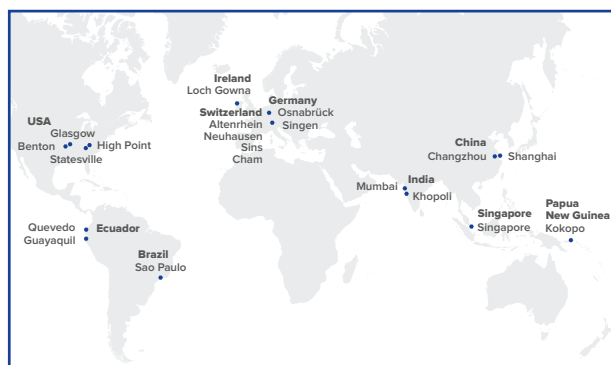 Ireland
Loch Gowna
Germany
Osnabrück
Singen
Switzerland
Altenrhein
Neuhausen
Sins
Cham
USA
Glasgow
Benton
High Point
Statesville
China
Changzhou
Shanghai
India
Mumbai
Khopoli
Singapore
Singapore
Papua
New Guinea
Kokopo
Quevedo
Guayaquil
Ecuador
Brazil
Sao Paulo